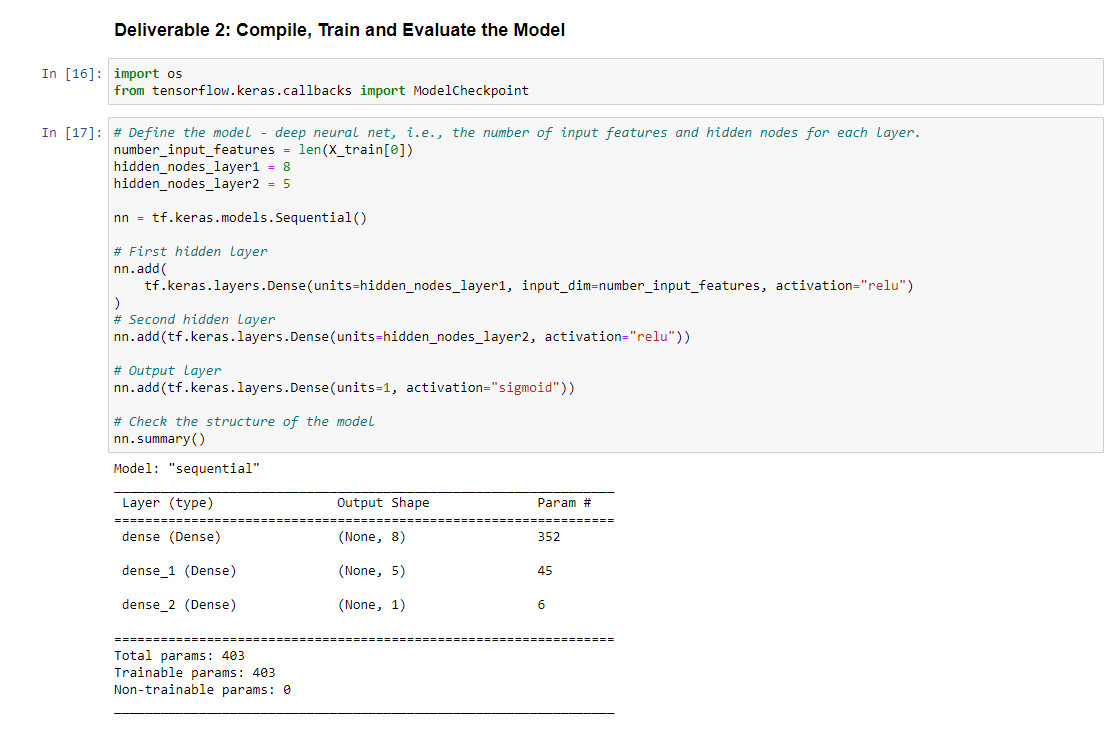 Deliverable 2: Compile, Train and Evaluate the Model
In [16]: import os
from tensorflow.keras.callbacks import ModelCheckpoint
In [17]: # Define the model - deep neural net, i.e., the number of input features and hidden nodes for each layer.
number_input_features = len(X_train[0])
hidden_nodes_layer1 = 8
hidden_nodes_layer2 = 5
nn = tf.keras.models.Sequential()
# First hidden layer
nn.add(
    tf.keras.layers.Dense(units=hidden_nodes_layer1, input_dim=number_input_features, activation="relu")
)
# Second hidden layer
nn.add(tf.keras.layers.Dense(units=hidden_nodes_layer2, activation="relu"))
# Output layer
nn.add(tf.keras.layers.Dense(units=1, activation="sigmoid"))
# Check the structure of the model
nn.summary()
Model: "sequential"
_________________________________________________________________
Layer (type) Output Shape Param #
=================================================================
dense (Dense) (None, 8) 352
dense_1 (Dense) (None, 5) 45
dense_2 (Dense) (None, 1) 6
=================================================================
Total params: 403
Trainable params: 403
Non-trainable params: 0
_________________________________________________________________